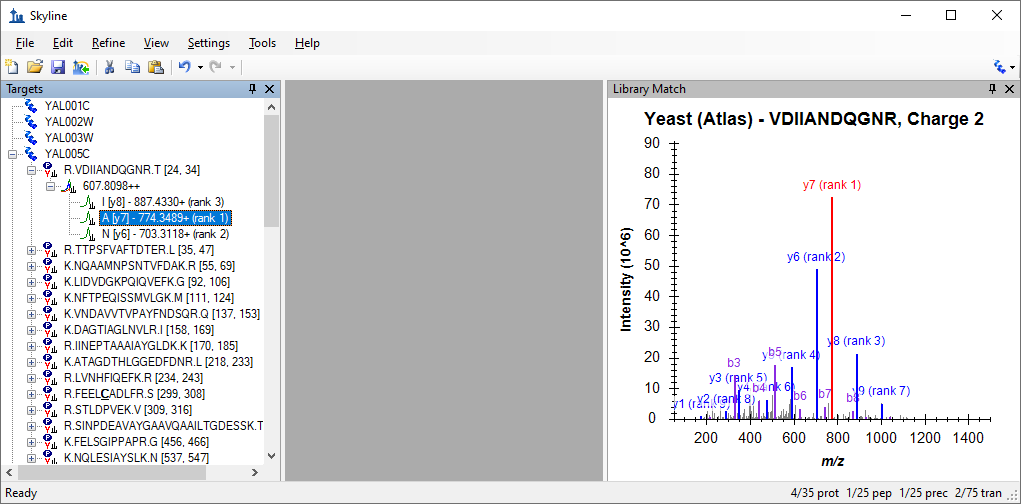 Skyline
File Edit Refine View Settings Tools Help
Targets
YAL001C
YAL002W
YAL003W
YAL005C
R.VDIIANDQGNR.T [24, 34]
607.8098++
I [y8] - 887.4330+ (rank 3)
A [y7] - 774.3489+ (rank 1)
N [y6] - 703.3118+ (rank 2)
R.TTPSFVAFTDTER.L [35, 47]
K.NQAAMNPSNTVFDAK.R [55, 69]
K.LIDVDGKPQIQVEFK.G [92, 106]
K.NFTPEQISSMVLGK.M [111, 124]
K.VNDAVVTVPAYFNDSQR.Q [137, 153]
K.DAGTIAGLNVLR.I [158, 169]
R.IINEPTAAAIAYGLDK.K [170, 185]
K.ATAGDTHLGGEDFDNR.L [218, 233]
R.LVNHFIQEFK.R [234, 243]
R.FEELCADLFR.S [299, 308]
R.STLDPVEK.V [309, 316]
R.SINPDEAVAYGAAVQAAILTGDESSK.T
K.FELSGIPPAPR.G [456, 466]
K.NQLESIAYSLK.N [537, 547]
Library Match
Yeast (Atlas) - VDIIANDQGNR, Charge 2
Intensity (10^6)
90
80
70
60
50
40
30
20
10
0
y7 (rank 1)
y6 (rank 2)
y8 (rank 3)
b5
(rank 4)
b3
y3 (rank 5)
b4
b6
b7
b8
y9 (rank 7)
y2 (rank 8)
200 400 600 800 1000 1200 1400
m/z
Ready
4/35 prot 1/25 pep 1/25 prec 2/75 tran